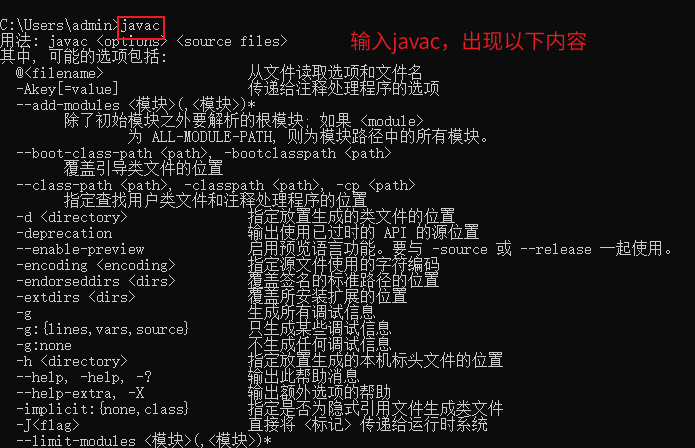 C:\Users\admin>javac
输入javac，出现以下内容
用法: javac <options> <source files>
其中, 可能的选项包括:
@<filename> 从文件读取选项和文件名
-Akey[=value] 传递给注释处理程序的选项
--add-modules <模块>(,<模块>)*
除了初始模块之外要解析的根模块; 如果 <module>
为 ALL-MODULE-PATH, 则为模块路径中的所有模块。
--boot-class-path <path>, -bootclasspath <path>
覆盖引导类文件的位置
--class-path <path>, -classpath <path>, -cp <path>
指定查找用户类文件和注释处理程序的位置
-d <directory> 指定放置生成的类文件的位置
-deprecation 输出使用已过时的 API 的源位置
--enable-preview 启用预览语言功能。要与 -source 或 --release 一起使用。
-encoding <encoding> 指定源文件使用的字符编码
-endorseddirs <dirs> 覆盖签名的标准路径的位置
-extdirs <dirs> 覆盖所安装扩展的位置
-g 生成所有调试信息
-g:{lines,vars,source} 只生成某些调试信息
-g:none 不生成任何调试信息
-h <directory> 指定放置生成的本机标头文件的位置
--help, -help, -? 输出此帮助消息
--help-extra, -X 输出额外选项的帮助
-implicit:{none,class} 指定是否为隐式引用文件生成类文件
-J<flag> 直接将 <标记> 传递给运行时系统
--limit-modules <模块>(,<模块>)*